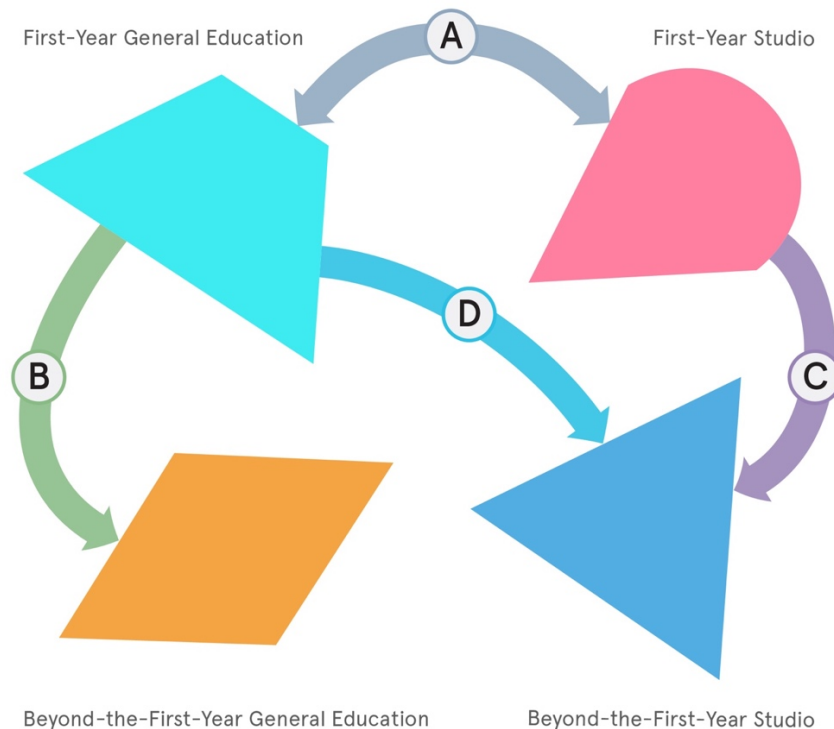 First-Year General Education
A
First-Year Studio
D
B
C
Beyond-the-First-Year General Education
Beyond-the-First-Year Studio